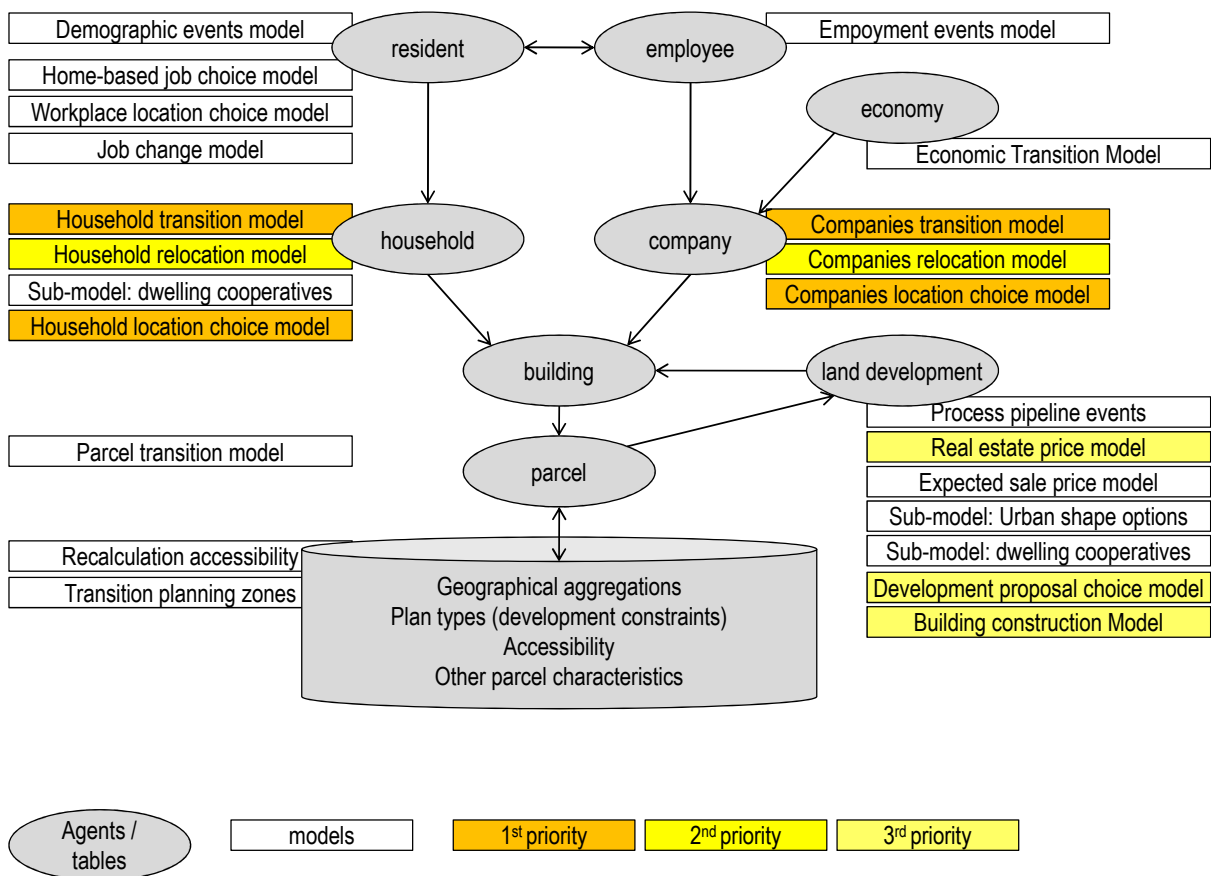 Demographic events model
resident
employee
Empoyment events model
Home-based job choice model
Workplace location choice model
Job change model
economy
Economic Transition Model
Household transition model
Household relocation model
Sub-model: dwelling cooperatives
Household location choice model
household
company
Companies transition model
Companies relocation model
Companies location choice model
building
land development
Process pipeline events
Real estate price model
Expected sale price model
Sub-model: Urban shape options
Sub-model: dwelling cooperatives
Development proposal choice model
Building construction Model
Parcel transition model
parcel
Recalculation accessibility
Transition planning zones
Geographical aggregations
Plan types (development constraints)
Accessibility
Other parcel characteristics
Agents /
tables
models
1st priority
2nd priority
3rd priority